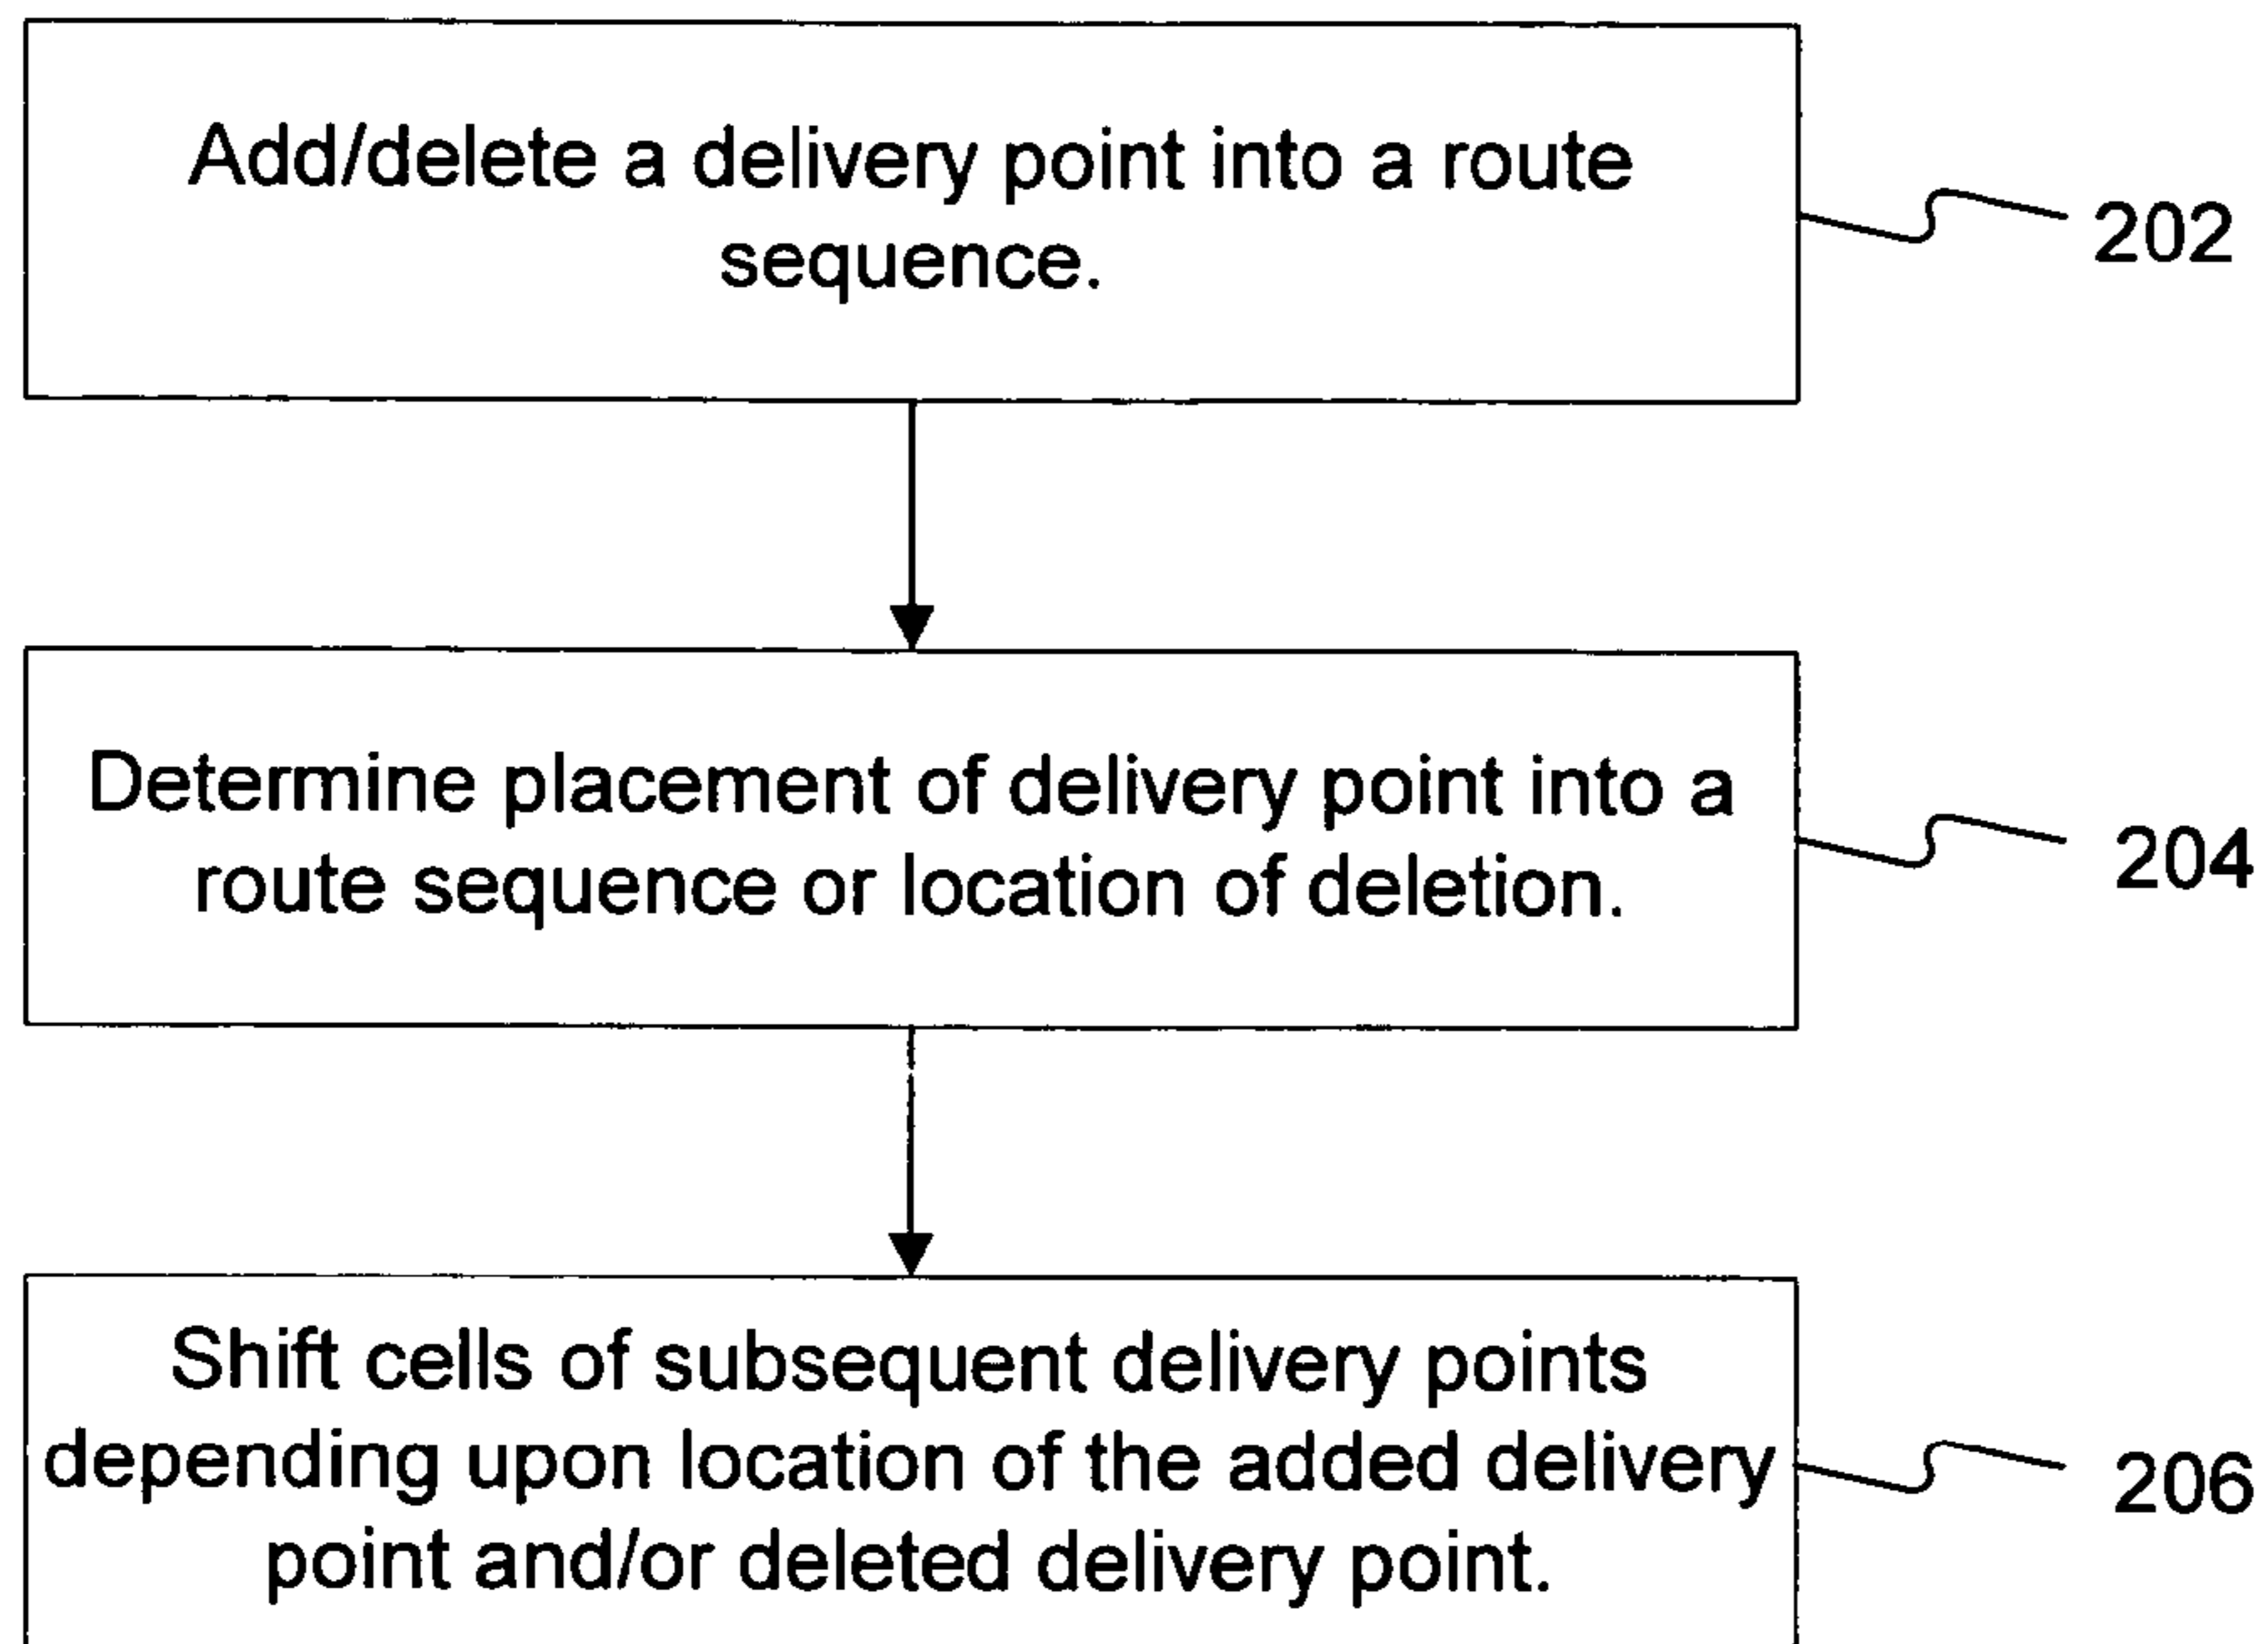 Add/delete a delivery point into a route
sequence.
202
Determine placement of delivery point into a
route sequence or location of deletion.
204
Shift cells of subsequent delivery points
depending upon location of the added delivery
point and/or deleted delivery point.
206